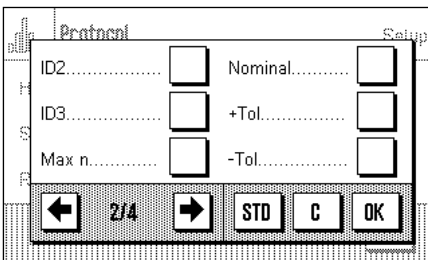 Protocol Setup
ID2.................. Nominal...........
ID3.................. +Tol.................
Max n............. -Tol.................
2/4 STD C OK